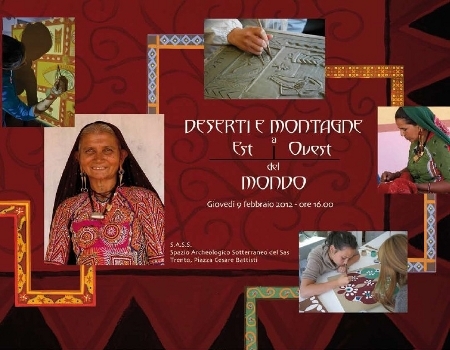 DESERTI E MONTAGNE
a
Est Ovest
del
MONDO
Giovedì 9 febbraio 2012 - ore 16.00
S.A.S.S.
Spazio Archeologico Sotterraneo del Sas
Trento, Piazza Cesare Battisti